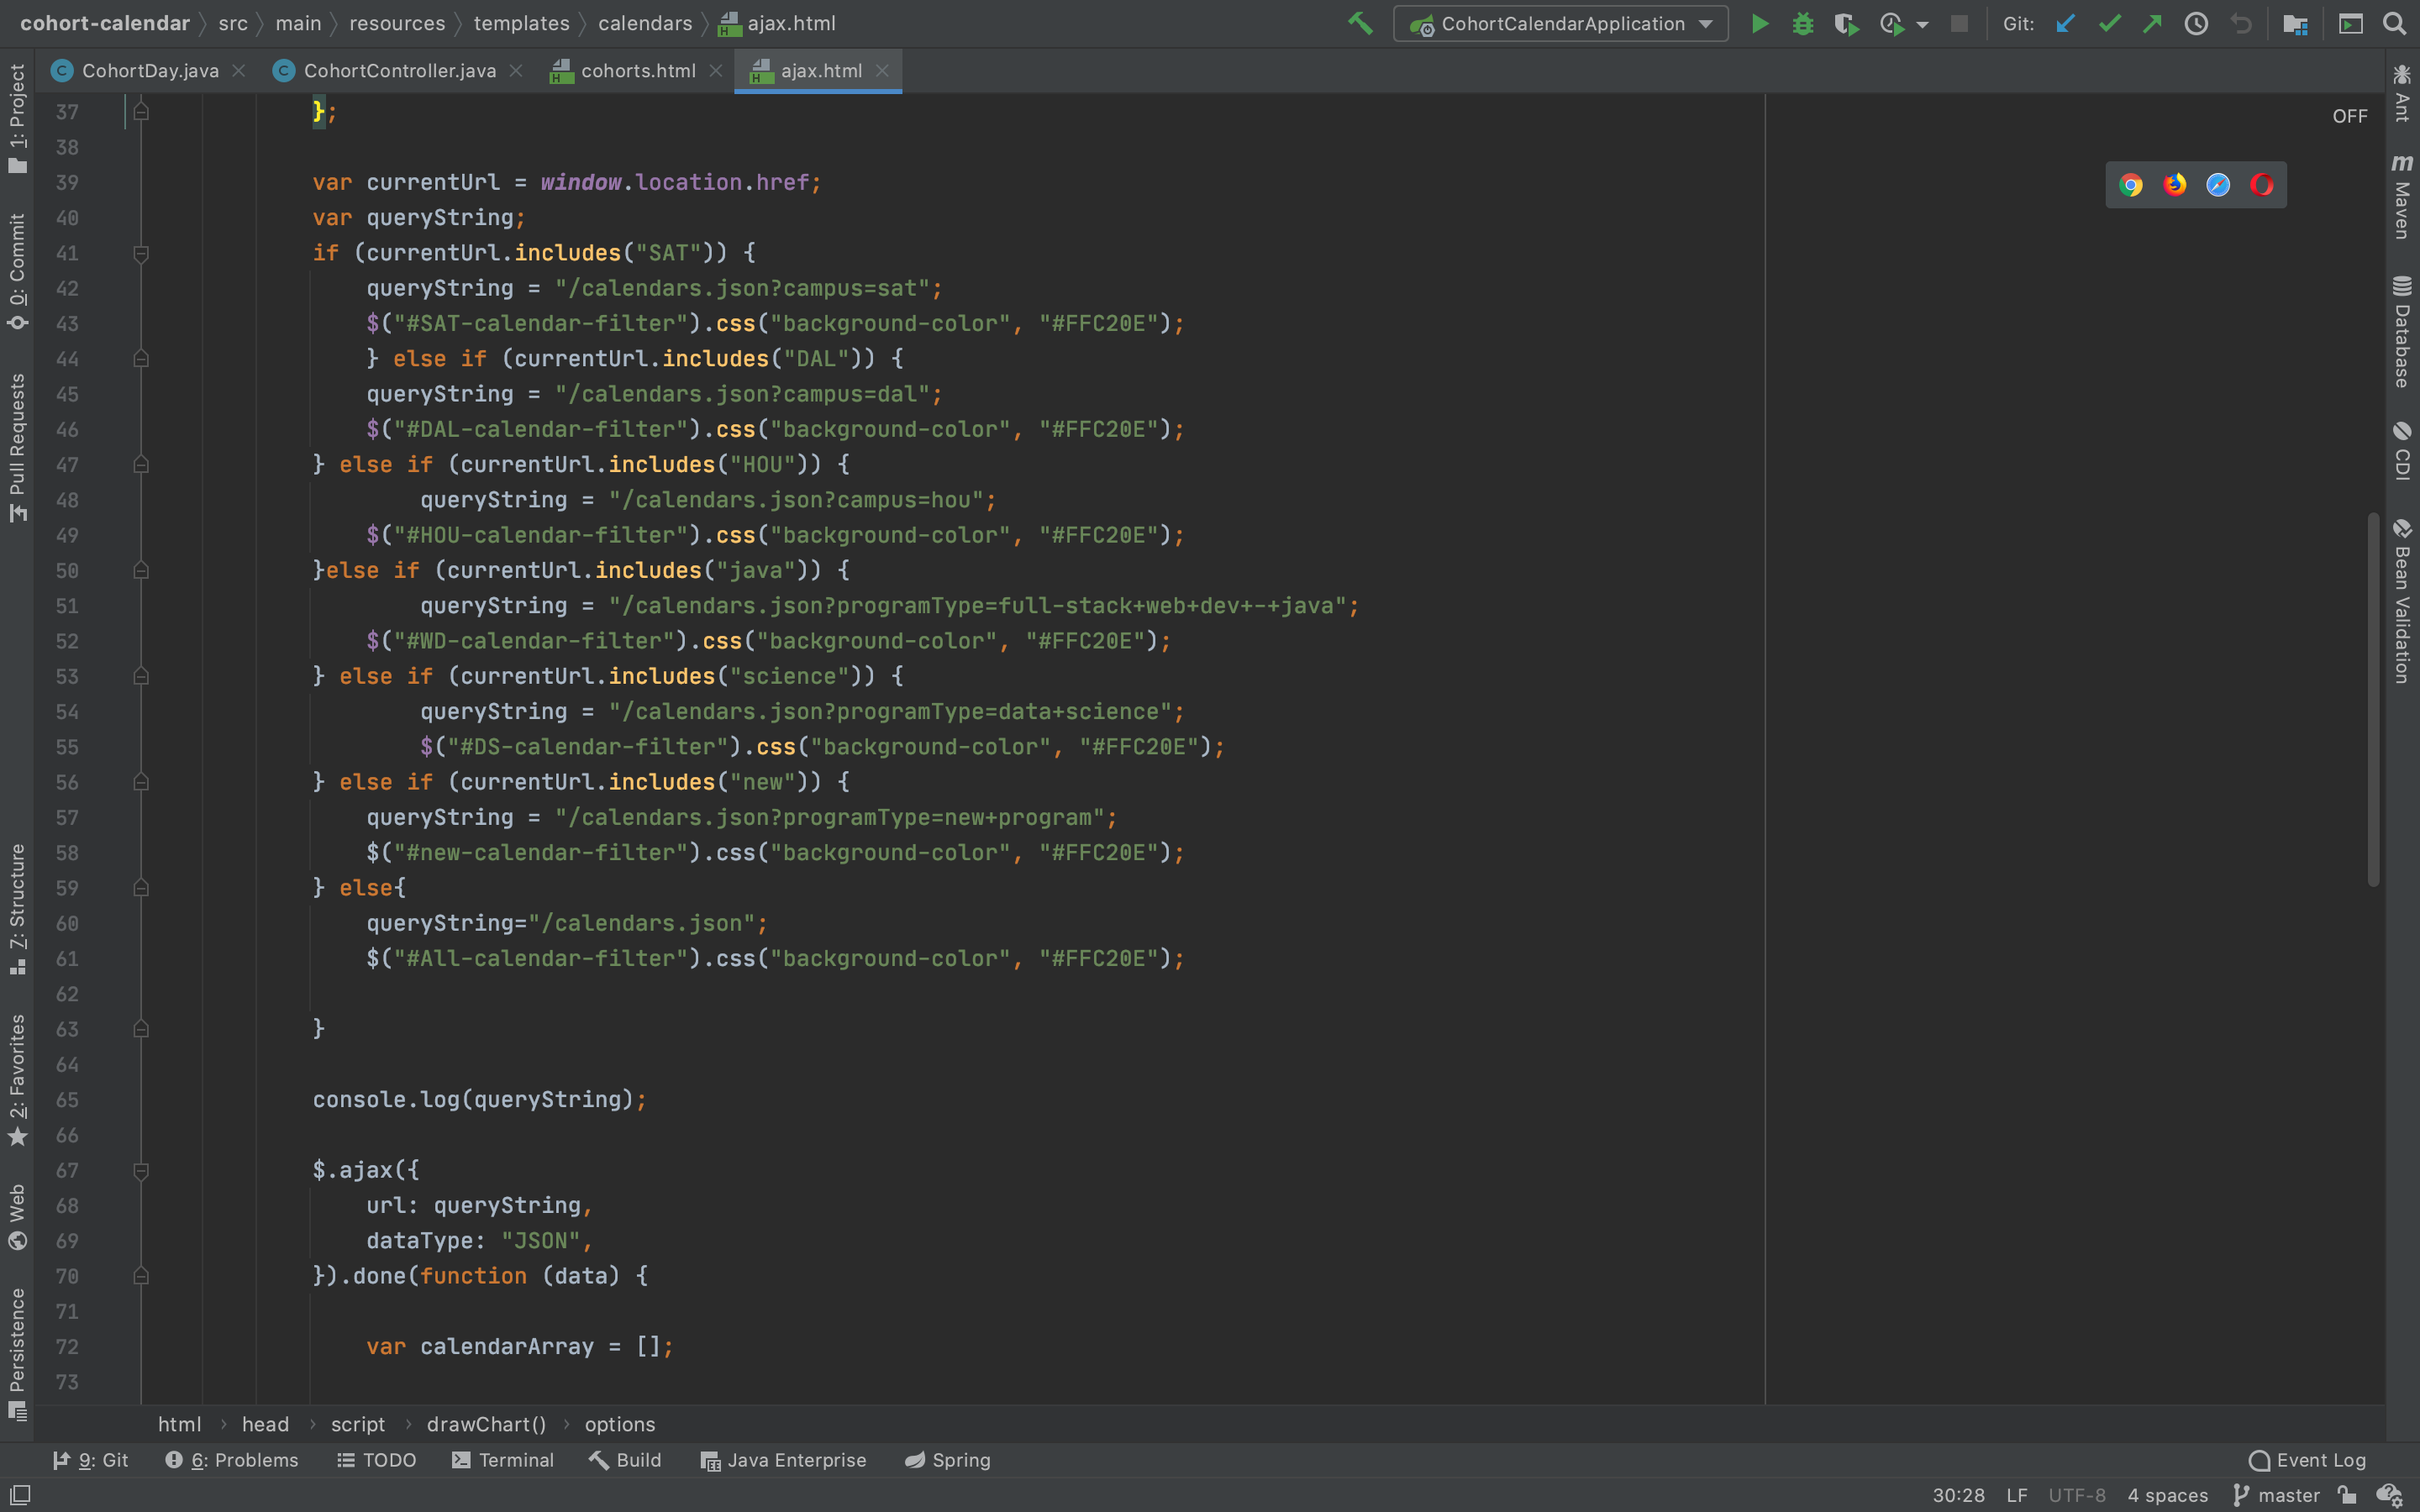 cohort-calendar › src › main › resources › templates › calendars › ajax.html
CohortCalendarApplication
Git:
CohortDay.java
CohortController.java
cohorts.html
ajax.html
OFF
1: Project
0: Commit
Pull Requests
7: Structure
2: Favorites
Web
Persistence
37 };
38
39 var currentUrl = window.location.href;
40 var queryString;
41 if (currentUrl.includes("SAT")) {
42 queryString = "/calendars.json?campus=sat";
43 $("#SAT-calendar-filter").css("background-color", "#FFC20E");
44 } else if (currentUrl.includes("DAL")) {
45 queryString = "/calendars.json?campus=dal";
46 $("#DAL-calendar-filter").css("background-color", "#FFC20E");
47 } else if (currentUrl.includes("HOU")) {
48 queryString = "/calendars.json?campus=hou";
49 $("#HOU-calendar-filter").css("background-color", "#FFC20E");
50 }else if (currentUrl.includes("java")) {
51 queryString = "/calendars.json?programType=full-stack+web+dev+-+java";
52 $("#WD-calendar-filter").css("background-color", "#FFC20E");
53 } else if (currentUrl.includes("science")) {
54 queryString = "/calendars.json?programType=data+science";
55 $("#DS-calendar-filter").css("background-color", "#FFC20E");
56 } else if (currentUrl.includes("new")) {
57 queryString = "/calendars.json?programType=new+program";
58 $("#new-calendar-filter").css("background-color", "#FFC20E");
59 } else{
60 queryString="/calendars.json";
61 $("#All-calendar-filter").css("background-color", "#FFC20E");
62
63 }
64
65 console.log(queryString);
66
67 $.ajax({
68 url: queryString,
69 dataType: "JSON",
70 }).done(function (data) {
71
72 var calendarArray = [];
73
Ant
m Maven
Database
CDI
Bean Validation
html › head › script › drawChart() › options
9: Git
6: Problems
TODO
Terminal
Build
Java Enterprise
Spring
Event Log
30:28 LF UTF-8 4 spaces master